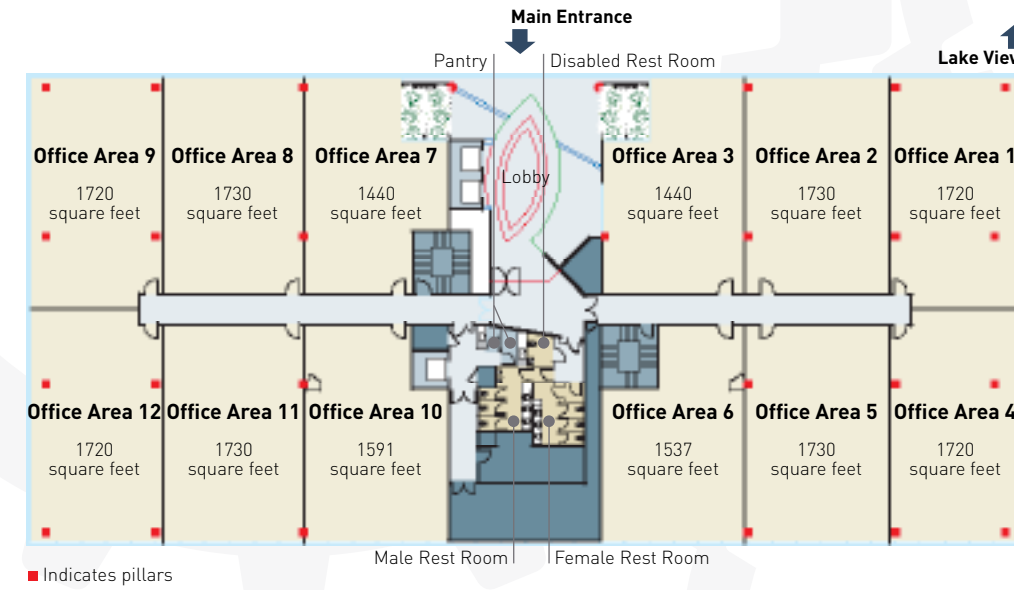 Main Entrance
Pantry
Disabled Rest Room
Lake View
Office Area 9
1720
square feet
Office Area 8
1730
square feet
Office Area 7
1440
square feet
Lobby
Office Area 3
1440
square feet
Office Area 2
1730
square feet
Office Area 1
1720
square feet
Office Area 12
1720
square feet
Office Area 11
1730
square feet
Office Area 10
1591
square feet
Office Area 6
1537
square feet
Office Area 5
1730
square feet
Office Area 4
1720
square feet
Male Rest Room
Female Rest Room
Indicates pillars